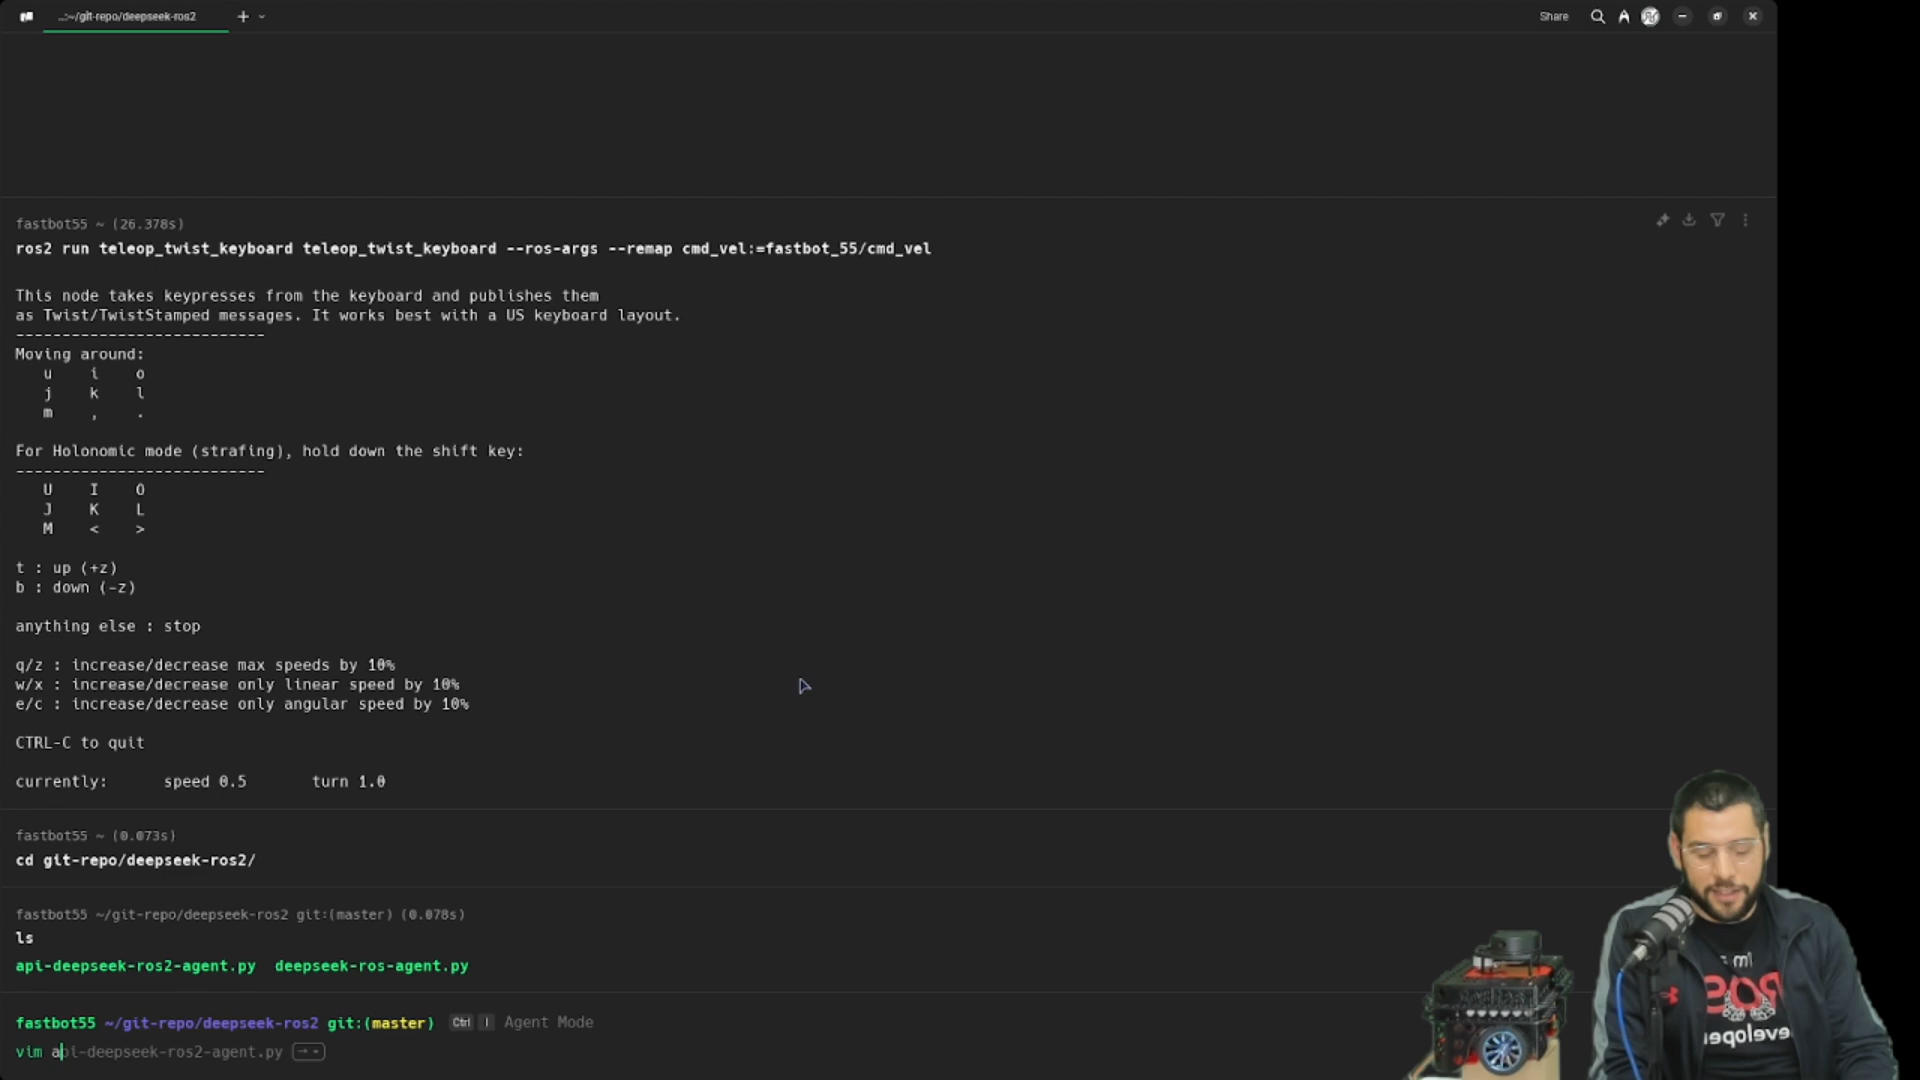 ...:~/git-repo/deepseek-ros2
Share
fastbot55 ~ (26.378s)
ros2 run teleop_twist_keyboard teleop_twist_keyboard --ros-args --remap cmd_vel:=fastbot_55/cmd_vel
This node takes keypresses from the keyboard and publishes them
as Twist/TwistStamped messages. It works best with a US keyboard layout.
---------------------------
Moving around:
u i o
j k l
m , .
For Holonomic mode (strafing), hold down the shift key:
---------------------------
U I O
J K L
M < >
t : up (+z)
b : down (-z)
anything else : stop
q/z : increase/decrease max speeds by 10%
w/x : increase/decrease only linear speed by 10%
e/c : increase/decrease only angular speed by 10%
CTRL-C to quit
currently: speed 0.5 turn 1.0
fastbot55 ~ (0.073s)
cd git-repo/deepseek-ros2/
fastbot55 ~/git-repo/deepseek-ros2 git:(master) (0.078s)
ls
api-deepseek-ros2-agent.py deepseek-ros-agent.py
fastbot55 ~/git-repo/deepseek-ros2 git:(master) Ctrl I Agent Mode
vim api-deepseek-ros2-agent.py
I'm a
ROS
Developer